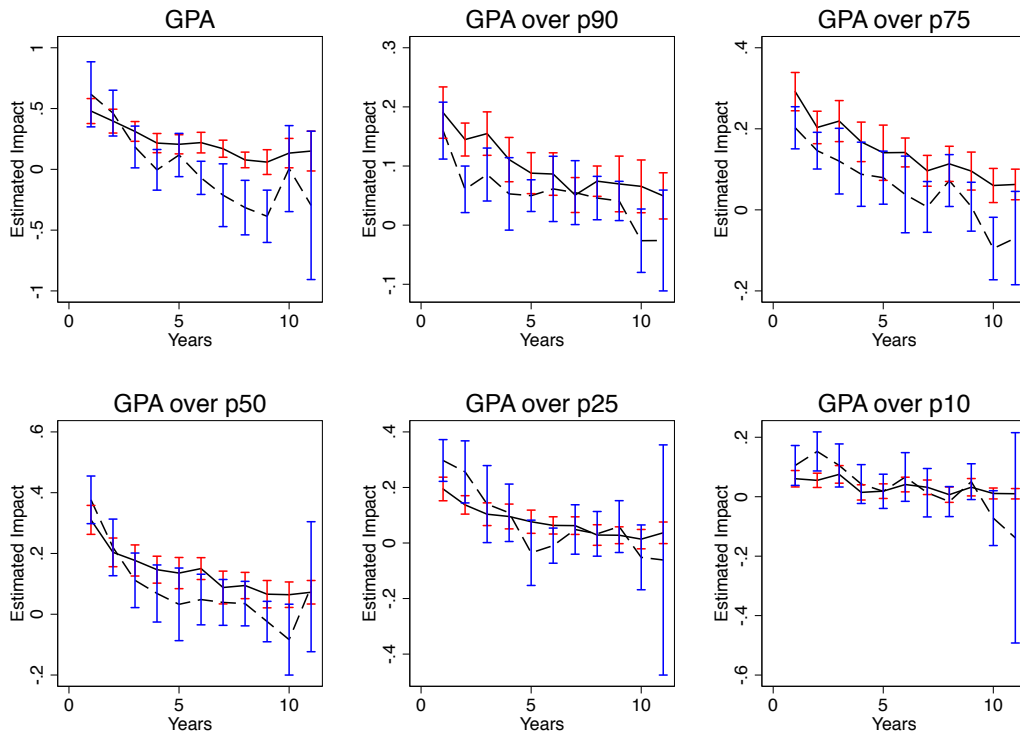 GPA
GPA over p90
GPA over p75
Estimated Impact
1
.5
0
-.5
-1
0
5
10
Years
Estimated Impact
.3
.2
.1
0
-.1
0
5
10
Years
Estimated Impact
.4
.2
0
-.2
0
5
10
Years
GPA over p50
GPA over p25
GPA over p10
Estimated Impact
.6
.4
.2
0
-.2
0
5
10
Years
Estimated Impact
.4
.2
0
-.2
-.4
0
5
10
Years
Estimated Impact
.2
0
-.2
-.4
-.6
0
5
10
Years